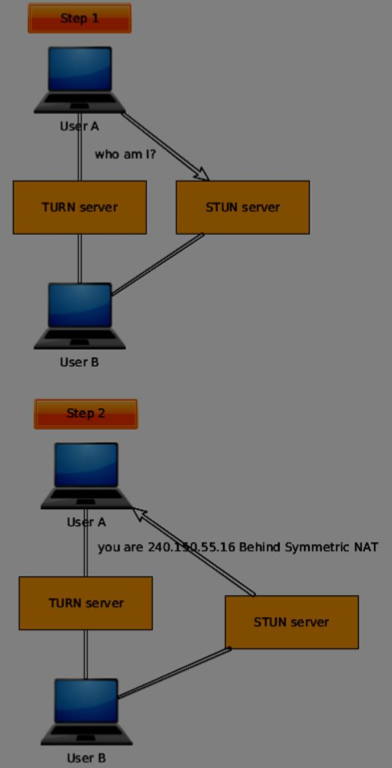 Step 1
User A
who am I?
TURN server
STUN server
User B
Step 2
User A
you are 240.150.55.16 Behind Symmetric NAT
TURN server
STUN server
User B